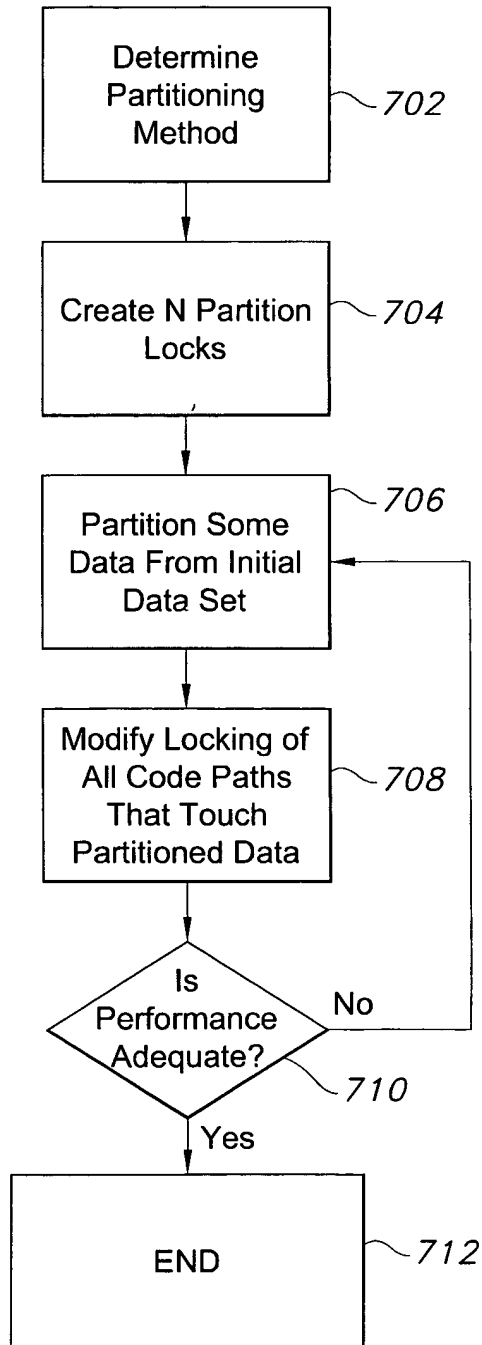 Determine
Partitioning
Method
702
Create N Partition
Locks
704
706
Partition Some
Data From Initial
Data Set
Modify Locking of
All Code Paths
That Touch
Partitioned Data
708
Is
Performance
Adequate?
No
710
Yes
END
712